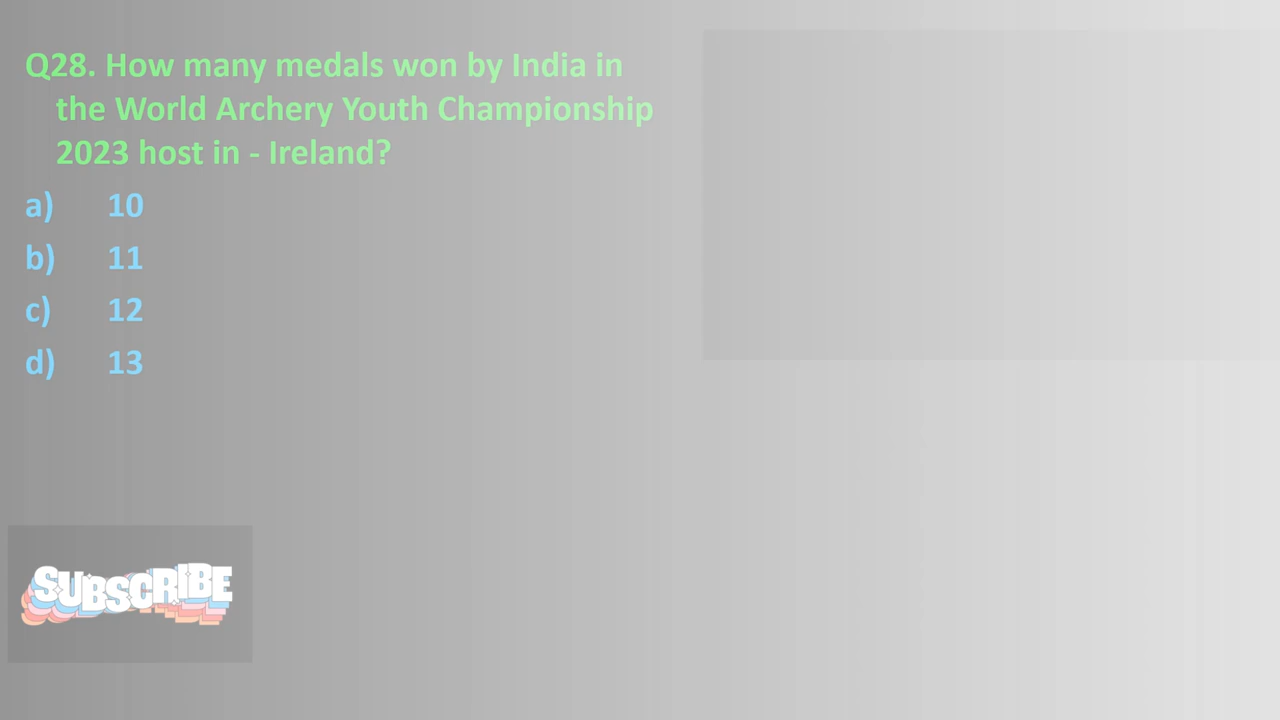 Q28. How many medals won by India in
the World Archery Youth Championship
2023 host in - Ireland?
a) 10
b) 11
c) 12
d) 13
SUBSCRIBE